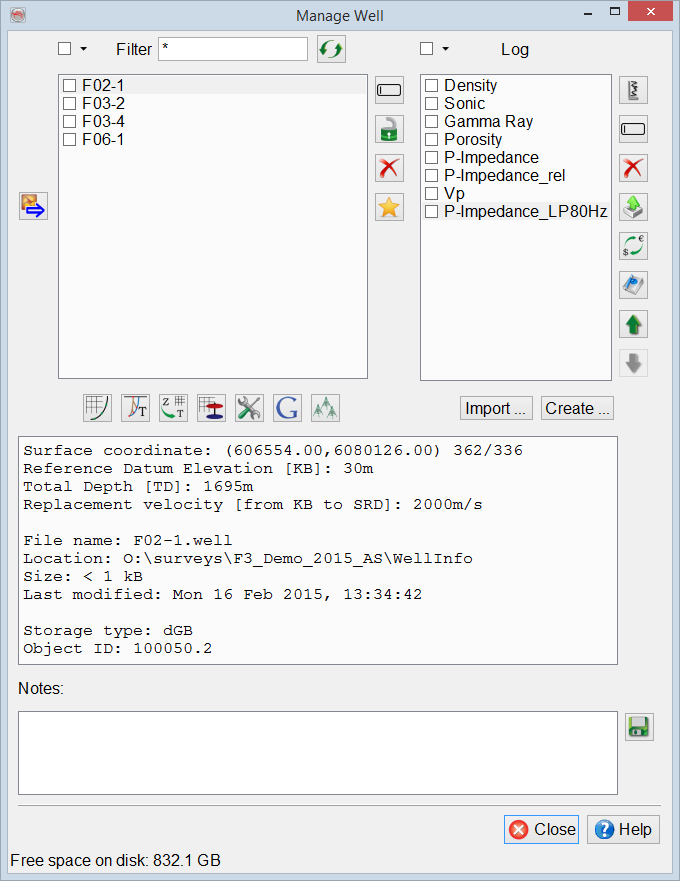 Manage Well
Filter *
Log
F02-1
F03-2
F03-4
F06-1
Density
Sonic
Gamma Ray
Porosity
P-Impedance
P-Impedance_rel
Vp
P-Impedance_LP80Hz
Import ...
Create ...
Surface coordinate: (606554.00,6080126.00) 362/336
Reference Datum Elevation [KB]: 30m
Total Depth [TD]: 1695m
Replacement velocity [from KB to SRD]: 2000m/s
File name: F02-1.well
Location: O:\surveys\F3_Demo_2015_AS\WellInfo
Size: < 1 kB
Last modified: Mon 16 Feb 2015, 13:34:42
Storage type: dGB
Object ID: 100050.2
Notes:
Close
Help
Free space on disk: 832.1 GB